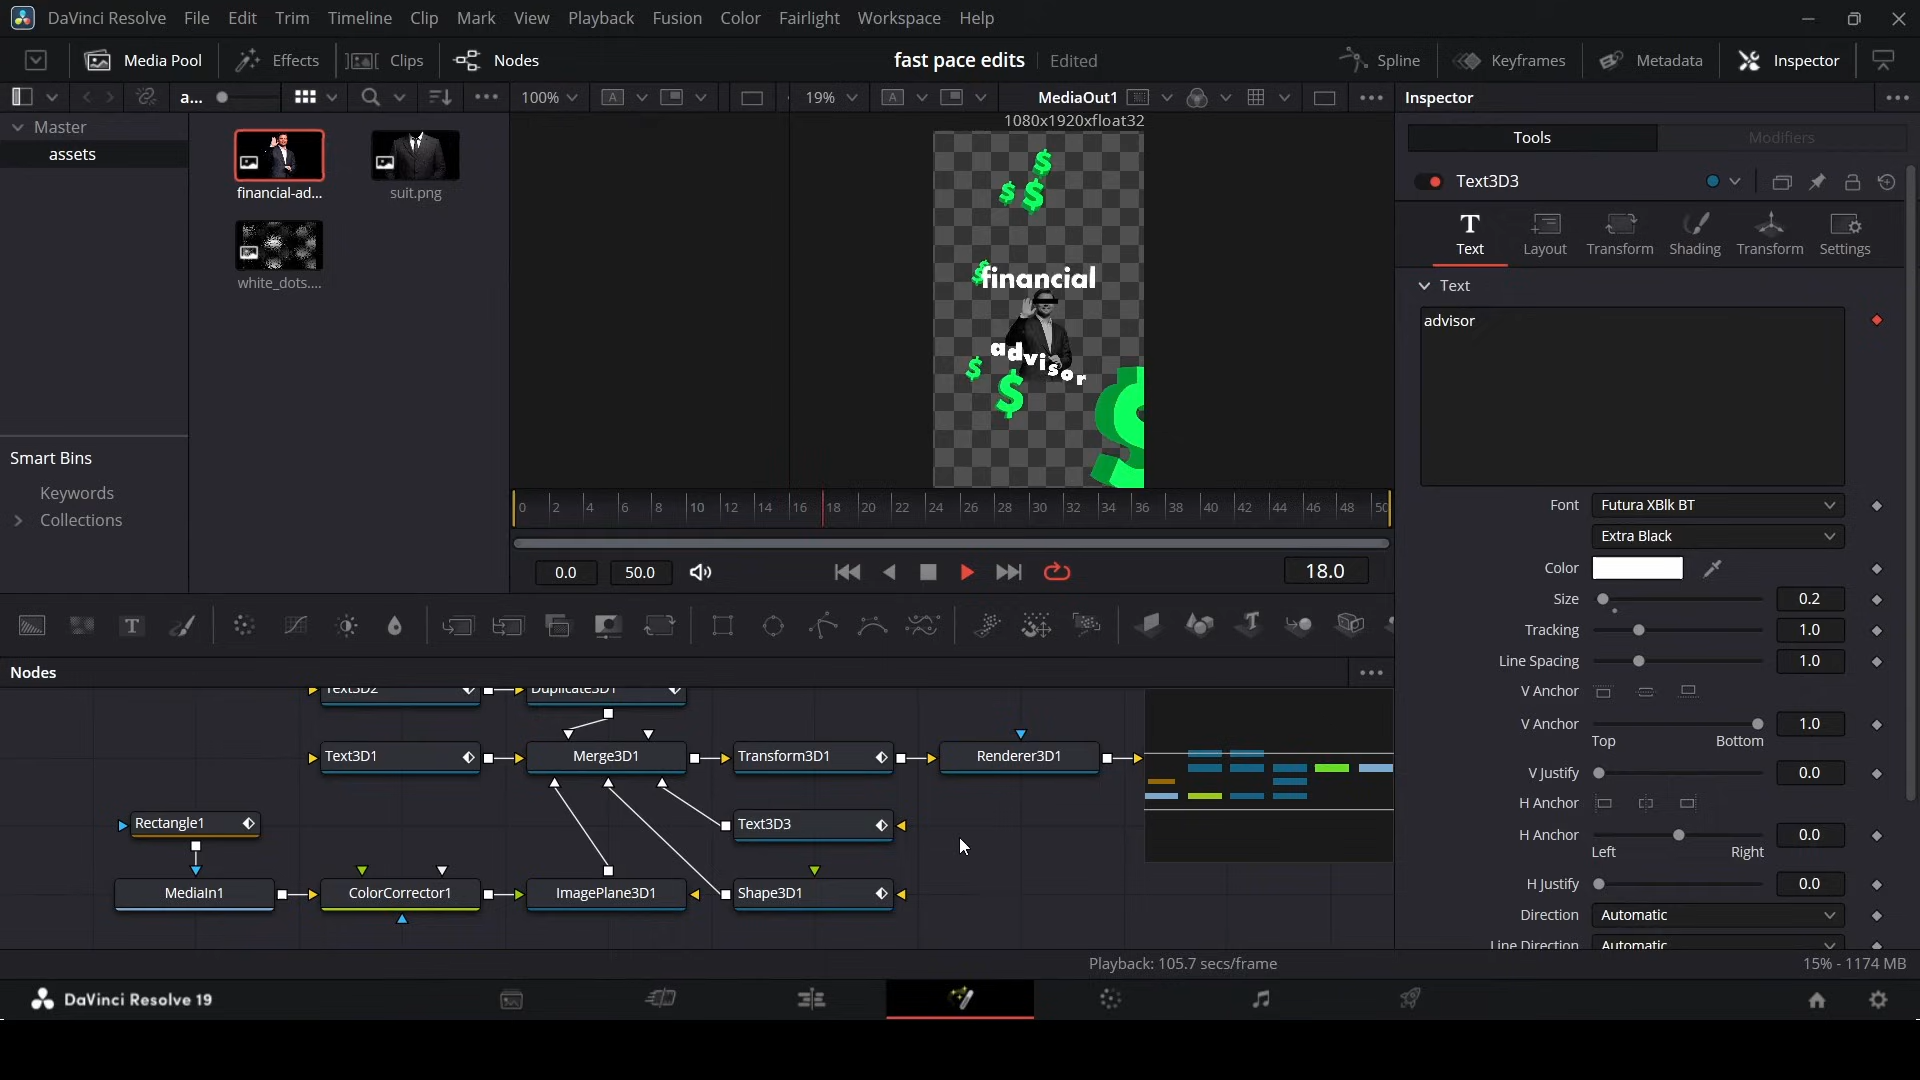 DaVinci Resolve File Edit Trim Timeline Clip Mark View Playback Fusion Color Fairlight Workspace Help
Media Pool Effects Clips Nodes fast pace edits Edited Spline Keyframes Metadata Inspector
a... 100% 19% MediaOut1 Inspector
1080x1920xfloat32
Master
assets
financial-ad...
suit.png
white_dots....
Smart Bins
Keywords
Collections
$
$ $
$
financial
advisor
$
$
$
0 2 4 6 8 10 12 14 16 18 20 22 24 26 28 30 32 34 36 38 40 42 44 46 48 50
0.0 50.0 18.0
Tools Modifiers
Text3D3
T
Text Layout Transform Shading Transform Settings
Text
advisor
Font Futura XBlk BT
Extra Black
Color
Size 0.2
Tracking 1.0
Line Spacing 1.0
V Anchor
V Anchor 1.0
Top Bottom
V Justify 0.0
H Anchor
H Anchor 0.0
Left Right
H Justify 0.0
Direction Automatic
Line Direction Automatic
Nodes
Text3D2 Duplicate3D1
Text3D1 Merge3D1 Transform3D1 Renderer3D1
Rectangle1 Text3D3
MediaIn1 ColorCorrector1 ImagePlane3D1 Shape3D1
Playback: 105.7 secs/frame 15% - 1174 MB
DaVinci Resolve 19